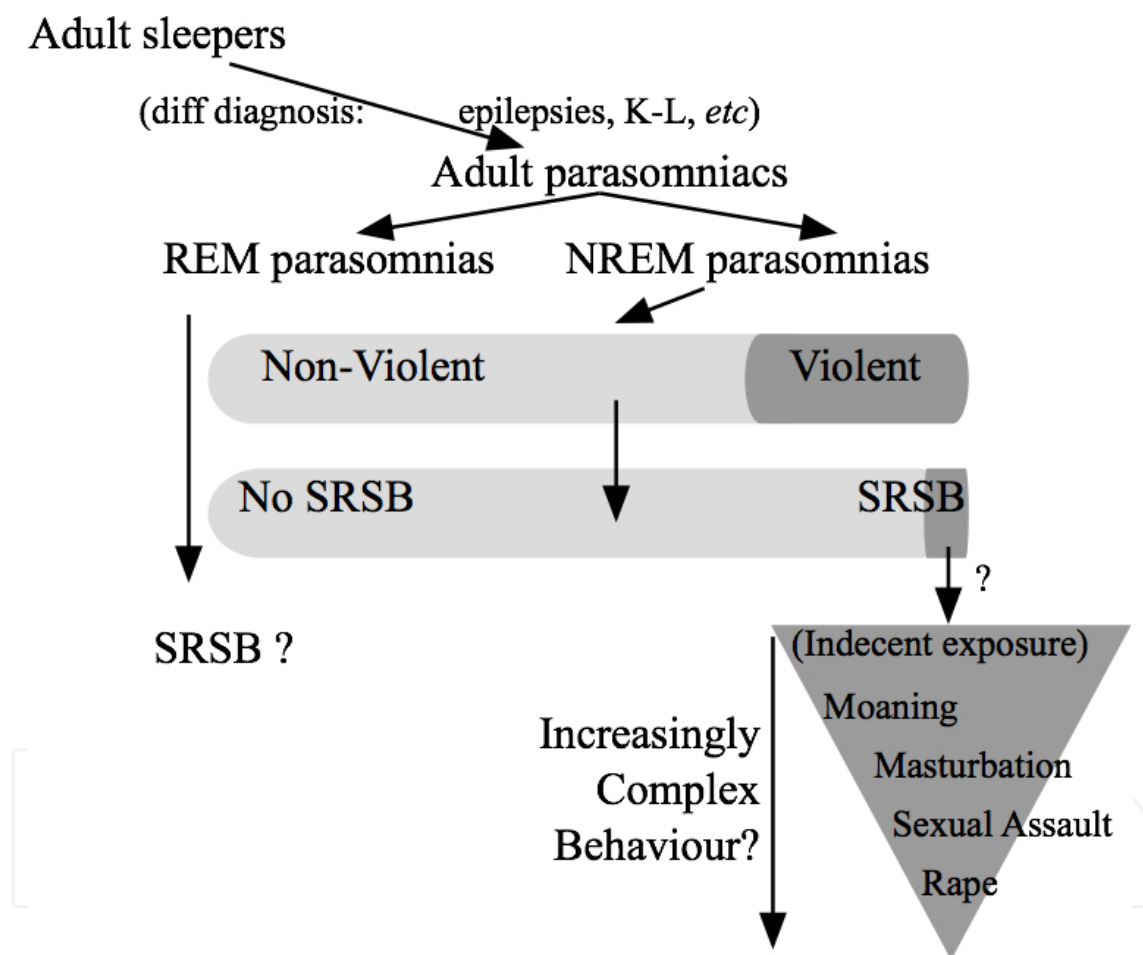 Adult sleepers
(diff diagnosis: epilepsies, K-L, etc)
Adult parasomniacs
REM parasomnias NREM parasomnias
Non-Violent Violent
No SRSB SRSB
?
SRSB ?
(Indecent exposure)
Moaning
Masturbation
Sexual Assault
Rape
Increasingly
Complex
Behaviour?